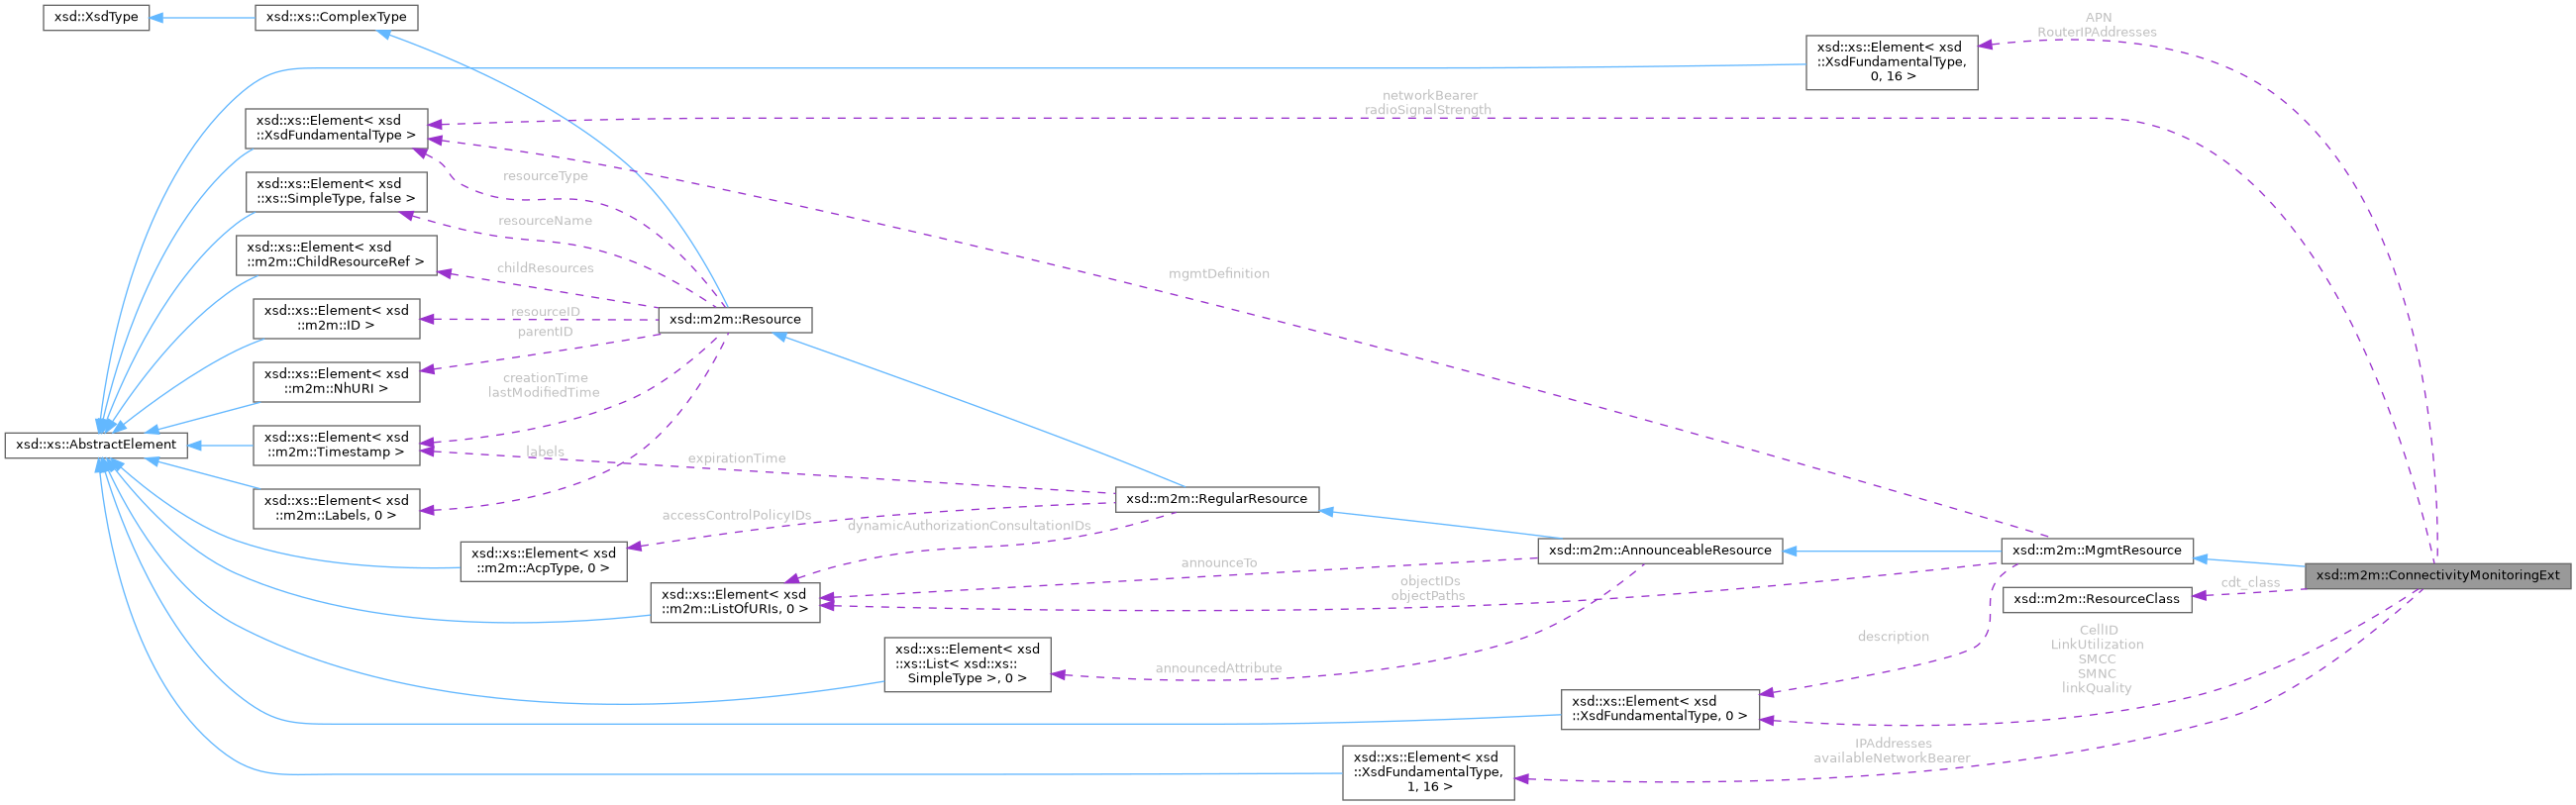 xsd::XsdType
xsd::xs::ComplexType
APN
RouterIPAddresses
xsd::xs::Element< xsd
::XsdFundamentalType,
0, 16 >
networkBearer
radioSignalStrength
xsd::xs::Element< xsd
::XsdFundamentalType >
resourceType
xsd::xs::Element< xsd
::xs::SimpleType, false >
resourceName
xsd::xs::Element< xsd
::m2m::ChildResourceRef >
childResources
mgmtDefinition
xsd::xs::Element< xsd
::m2m::ID >
resourceID
parentID
xsd::m2m::Resource
xsd::xs::Element< xsd
::m2m::NhURI >
creationTime
lastModifiedTime
xsd::xs::AbstractElement
xsd::xs::Element< xsd
::m2m::Timestamp >
labels
expirationTime
xsd::xs::Element< xsd
::m2m::Labels, 0 >
xsd::m2m::RegularResource
accessControlPolicyIDs
dynamicAuthorizationConsultationIDs
xsd::xs::Element< xsd
::m2m::AcpType, 0 >
xsd::m2m::AnnounceableResource
xsd::m2m::MgmtResource
announceTo
objectIDs
objectPaths
xsd::m2m::ConnectivityMonitoringExt
cdt_class
xsd::m2m::ResourceClass
xsd::xs::Element< xsd
::m2m::ListOfURIs, 0 >
description
CellID
LinkUtilization
SMCC
SMNC
linkQuality
xsd::xs::Element< xsd
::xs::List< xsd::xs::
SimpleType >, 0 >
announcedAttribute
xsd::xs::Element< xsd
::XsdFundamentalType, 0 >
IPAddresses
availableNetworkBearer
xsd::xs::Element< xsd
::XsdFundamentalType,
1, 16 >